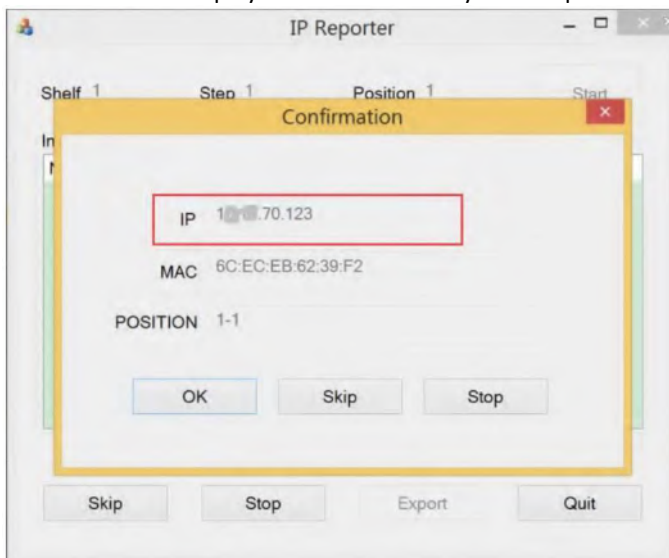 IP Reporter
Shelf 1 Step 1 Position 1 Start
Confirmation
IP .70.123
MAC 6C:EC:EB:62:39:F2
POSITION 1-1
OK Skip Stop
Skip Stop Export Quit